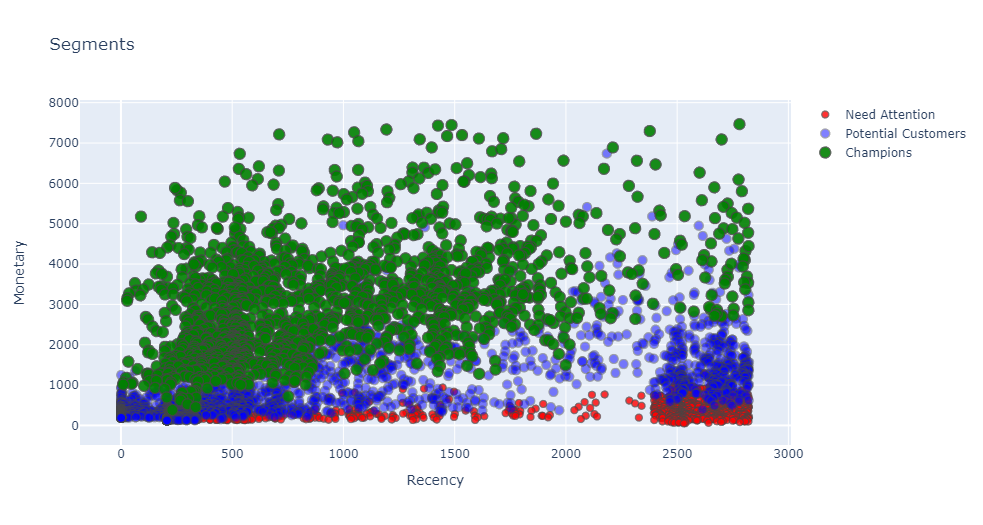 Segments
Need Attention
Potential Customers
Champions
Monetary
8000
7000
6000
5000
4000
3000
2000
1000
0
0 500 1000 1500 2000 2500 3000
Recency